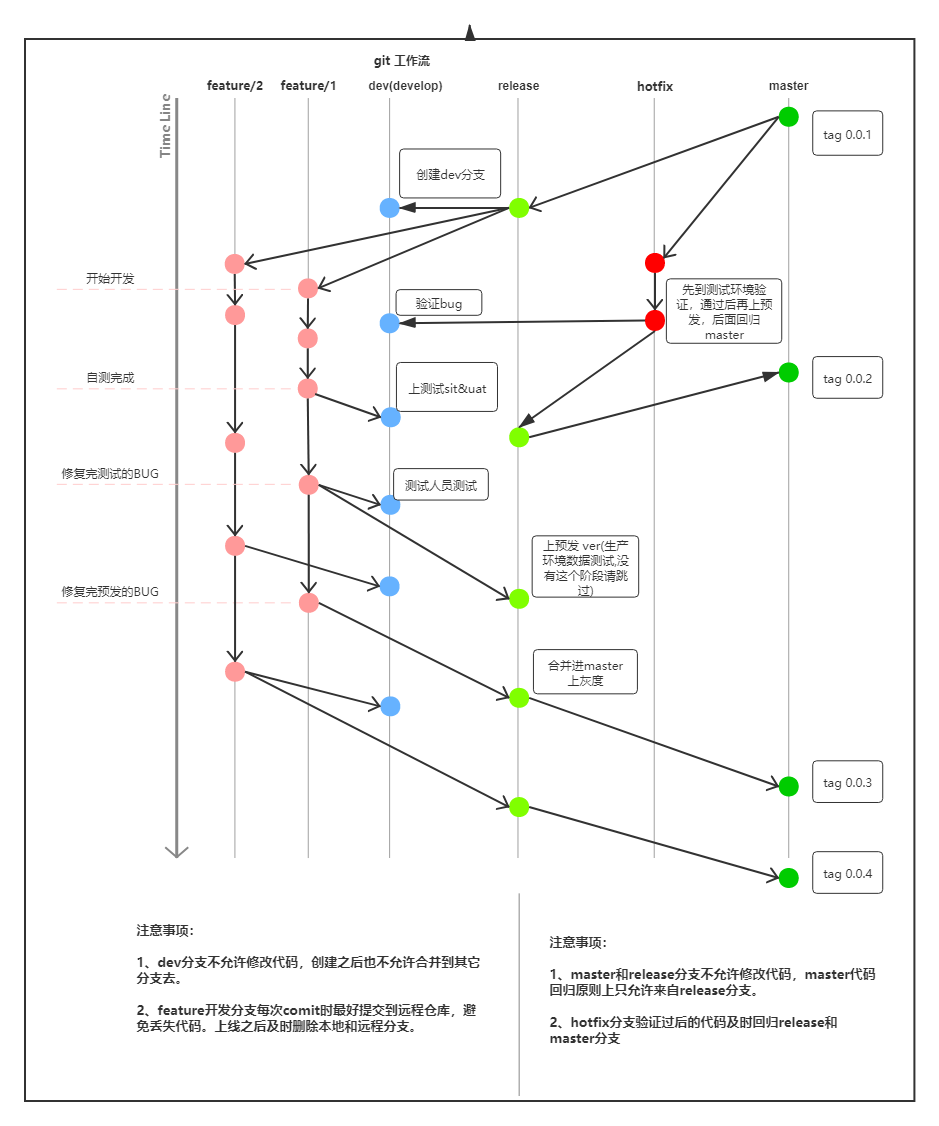 git 工作流
feature/2
feature/1
dev(develop)
release
hotfix
master
Time Line
tag 0.0.1
创建dev分支
开始开发
先到测试环境验
证，通过后再上预
发，后面回归
master
验证bug
自测完成
上测试sit&uat
tag 0.0.2
修复完测试的BUG
测试人员测试
上预发 ver(生产
环境数据测试,没
有这个阶段请跳
过)
修复完预发的BUG
合并进master
上灰度
tag 0.0.3
tag 0.0.4
注意事项：
1、dev分支不允许修改代码，创建之后也不允许合并到其它
分支去。
2、feature开发分支每次comit时最好提交到远程仓库，避
免丢失代码。上线之后及时删除本地和远程分支。
注意事项：
1、master和release分支不允许修改代码，master代码
回归原则上只允许来自release分支。
2、hotfix分支验证过后的代码及时回归release和
master分支